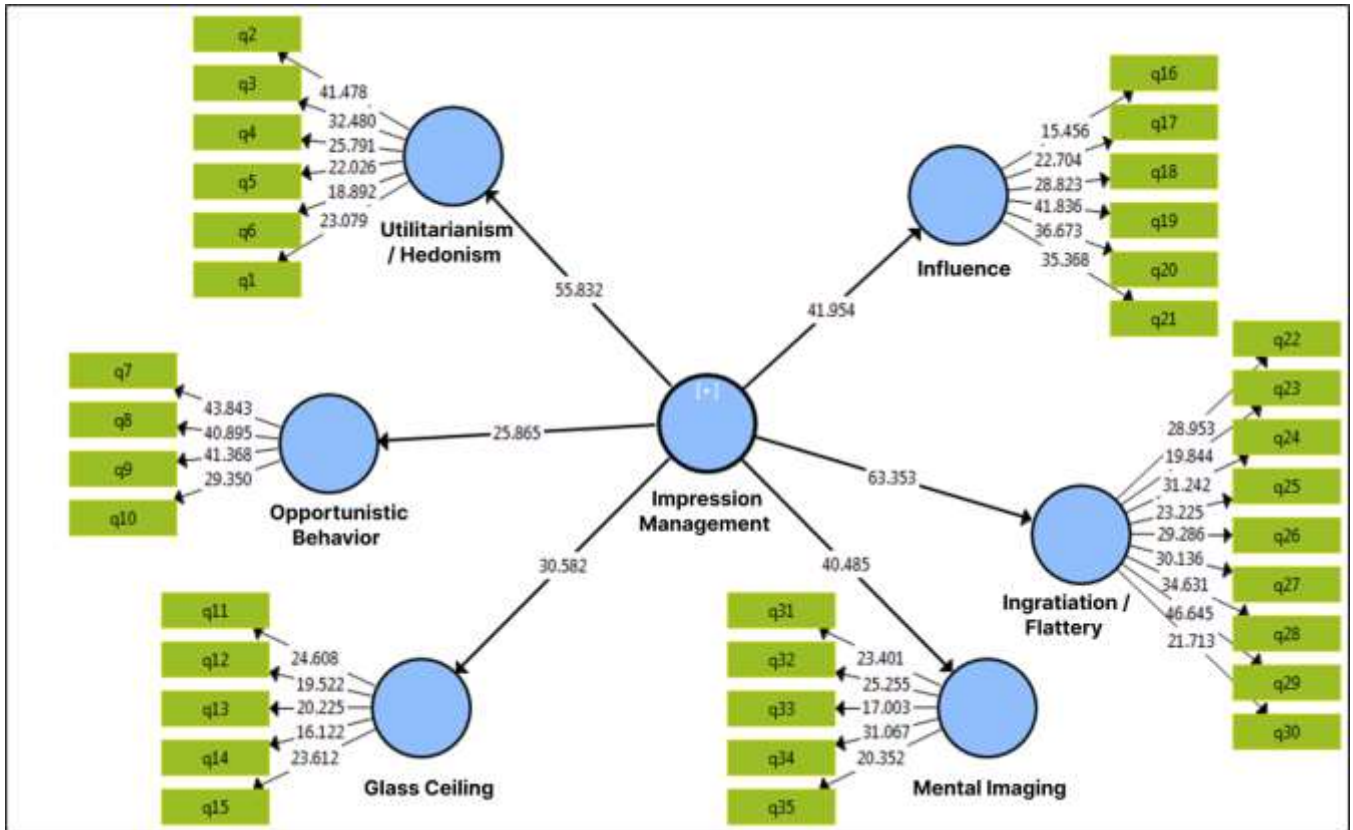 q2
q3
q4
q5
q6
q1
41.478
32.480
25.791
22.026
18.892
23.079
Utilitarianism
/ Hedonism
55.832
q16
q17
q18
q19
q20
q21
15.456
22.704
28.823
41.836
36.673
35.368
Influence
41.954
q7
q8
q9
q10
43.843
40.895
41.368
29.350
Opportunistic
Behavior
25.865
[+]
Impression
Management
63.353
q22
q23
q24
q25
q26
q27
q28
q29
q30
28.953
19.844
31.242
23.225
29.286
30.136
34.631
46.645
21.713
Ingratiation /
Flattery
30.582
q11
q12
q13
q14
q15
24.608
19.522
20.225
16.122
23.612
Glass Ceiling
40.485
q31
q32
q33
q34
q35
23.401
25.255
17.003
31.067
20.352
Mental Imaging